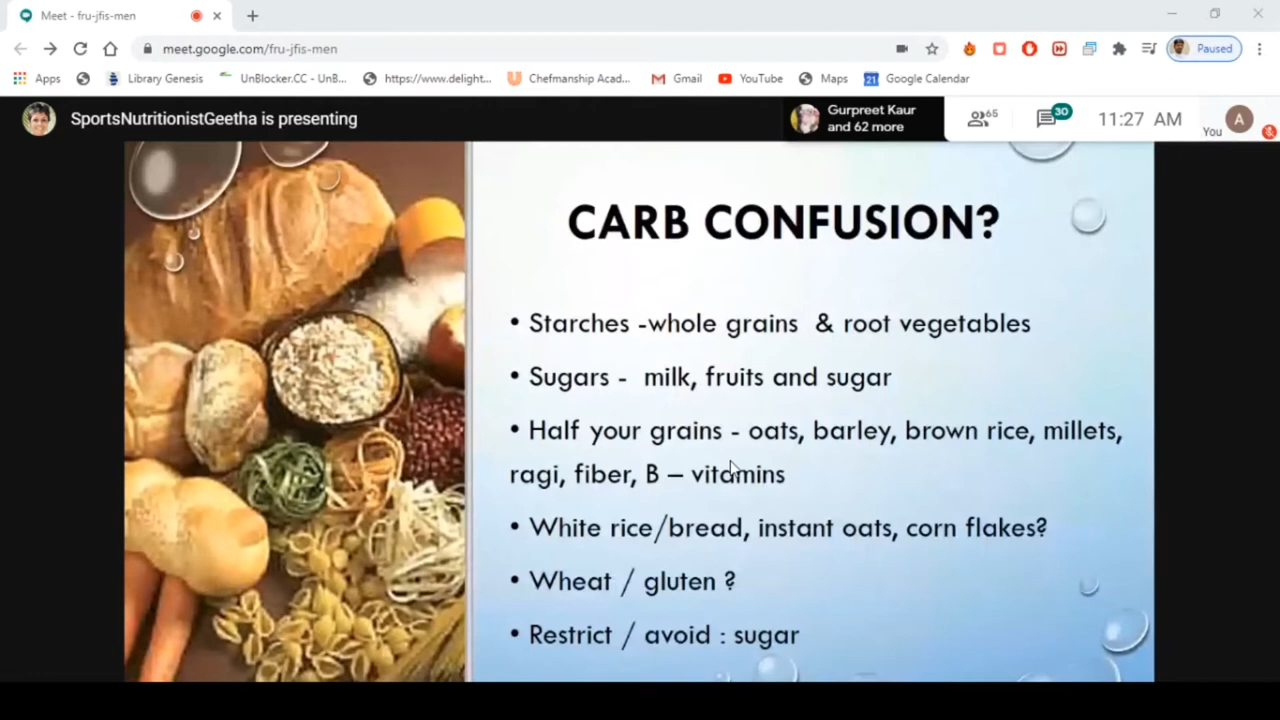 Meet - fru-jfis-men
meet.google.com/fru-jfis-men
Paused
Apps
Library Genesis
UnBlocker.CC - UnB...
https://www.delight...
Chefmanship Acad...
Gmail
YouTube
Maps
21
Google Calendar
SportsNutritionistGeetha is presenting
Gurpreet Kaur
and 62 more
65
30
11:27 AM
You
A
CARB CONFUSION?
• Starches -whole grains & root vegetables
• Sugars - milk, fruits and sugar
• Half your grains - oats, barley, brown rice, millets,
ragi, fiber, B – vitamins
• White rice/bread, instant oats, corn flakes?
• Wheat / gluten ?
• Restrict / avoid : sugar